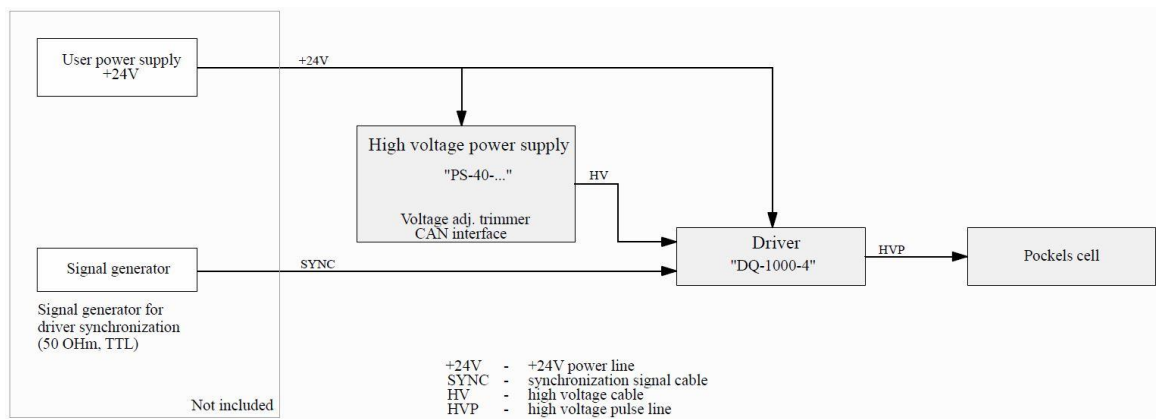 User power supply
+24V
+24V
High voltage power supply
"PS-40-..."
Voltage adj. trimmer
CAN interface
HV
Signal generator
SYNC
Driver
"DQ-1000-4"
HVP
Pockels cell
Signal generator for
driver synchronization
(50 OHm, TTL)
Not included
+24V - +24V power line
SYNC - synchronization signal cable
HV - high voltage cable
HVP - high voltage pulse line